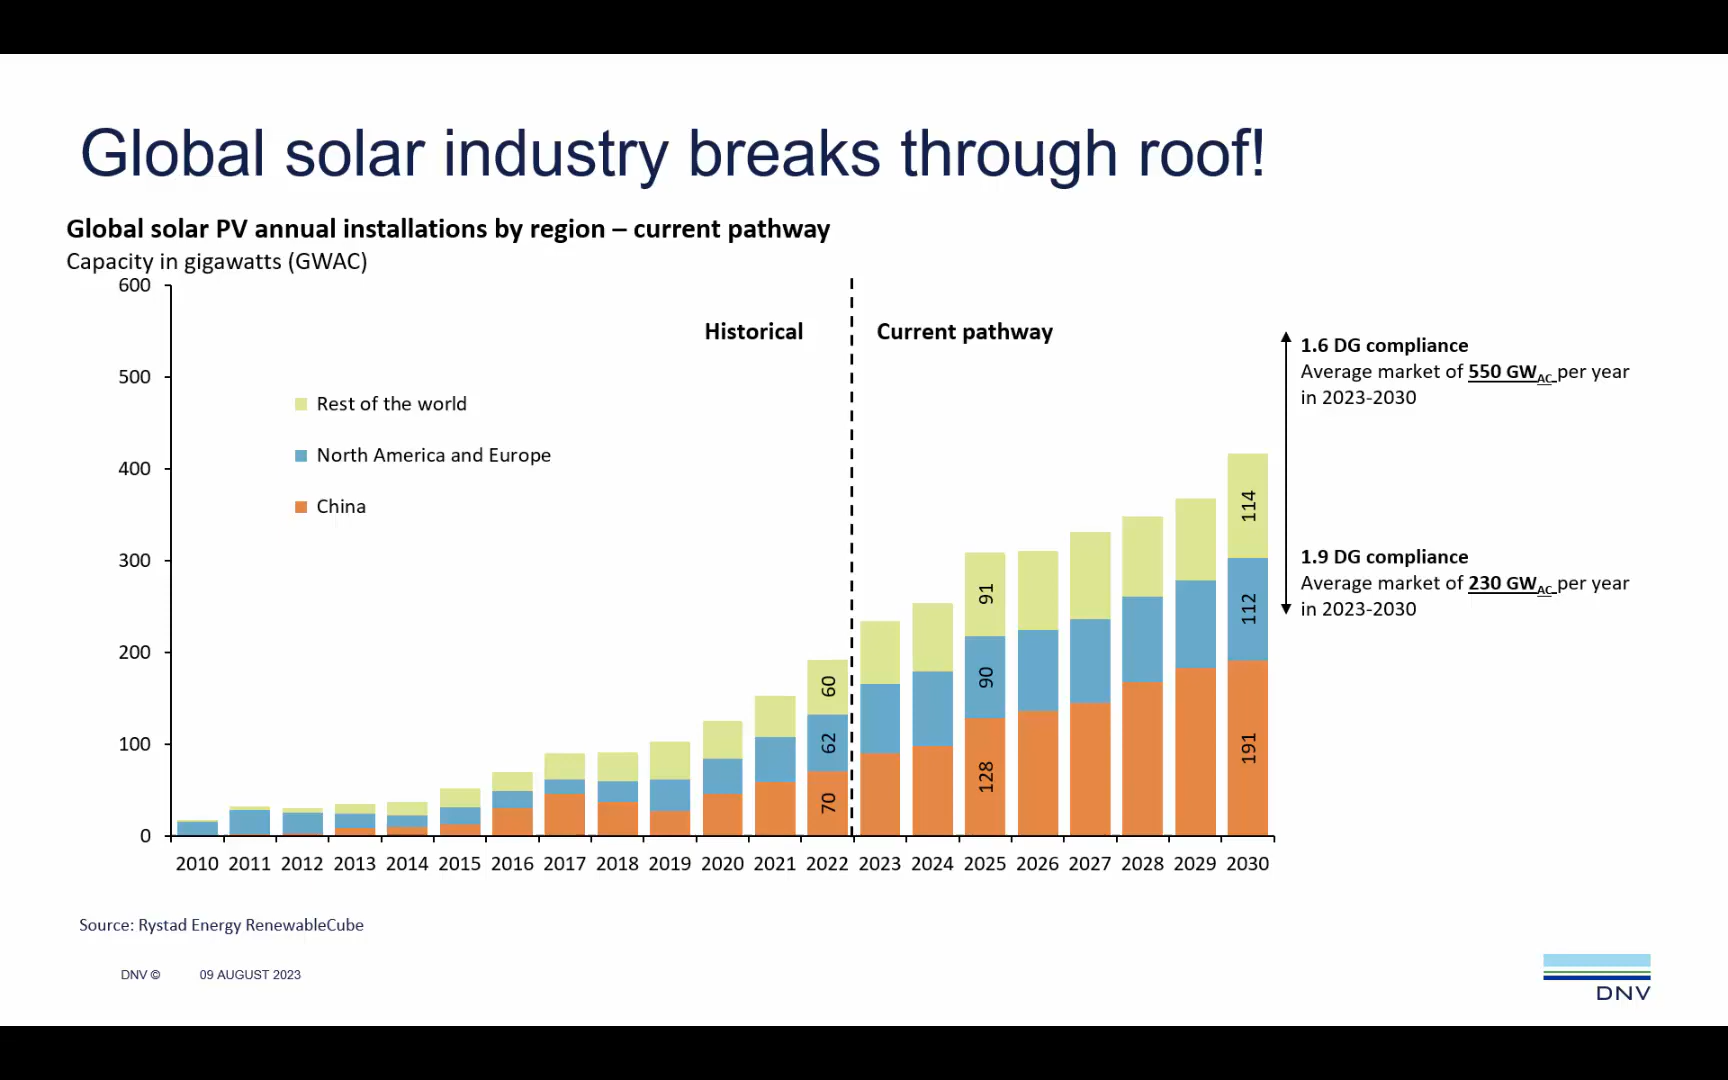 Global solar industry breaks through roof!
Global solar PV annual installations by region – current pathway
Capacity in gigawatts (GWAC)
600
500
400
300
200
100
0
Historical
Current pathway
Rest of the world
North America and Europe
China
60
62
70
91
90
128
114
112
191
2010 2011 2012 2013 2014 2015 2016 2017 2018 2019 2020 2021 2022 2023 2024 2025 2026 2027 2028 2029 2030
1.6 DG compliance
Average market of 550 GWAC per year
in 2023-2030
1.9 DG compliance
Average market of 230 GWAC per year
in 2023-2030
Source: Rystad Energy RenewableCube
DNV © 09 AUGUST 2023
DNV